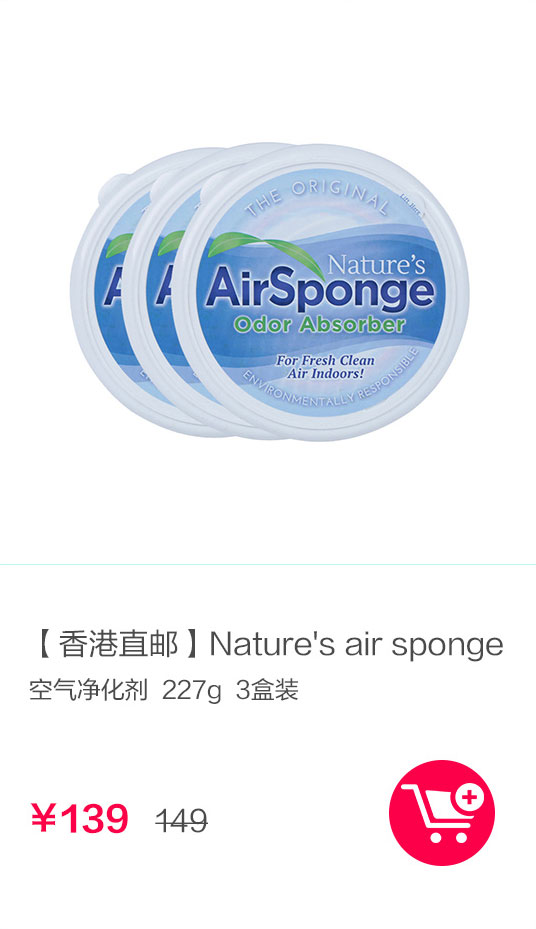 THE ORIGINAL
Nature's
A
A
AirSponge
Odor Absorber
For Fresh Clean
Air Indoors!
ENVIRONMENTALLY RESPONSIBLE
【香港直邮】Nature's air sponge
空气净化剂 227g 3盒装
¥139 149